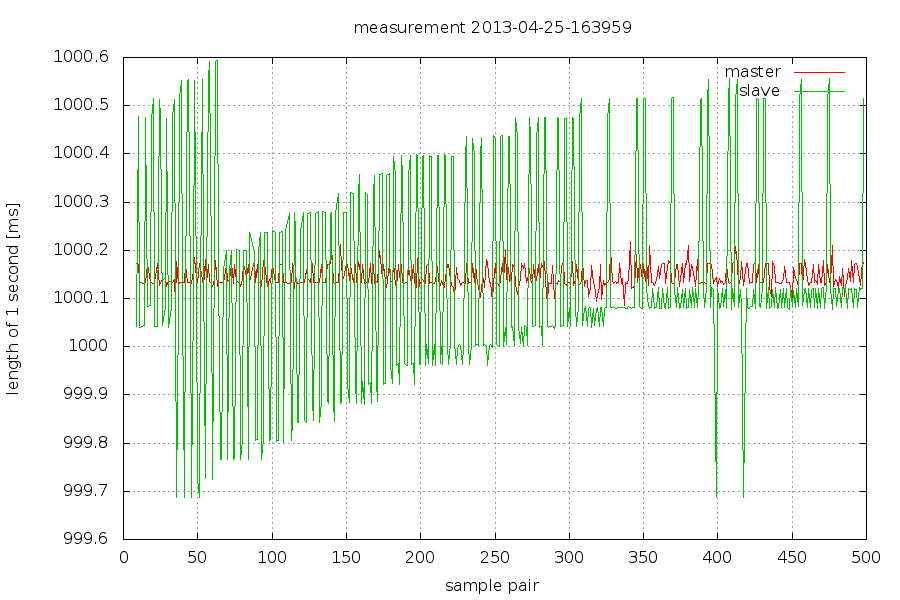 measurement 2013-04-25-163959
length of 1 second [ms]
1000.6
1000.5
1000.4
1000.3
1000.2
1000.1
1000
999.9
999.8
999.7
999.6
master
slave
0 50 100 150 200 250 300 350 400 450 500
sample pair